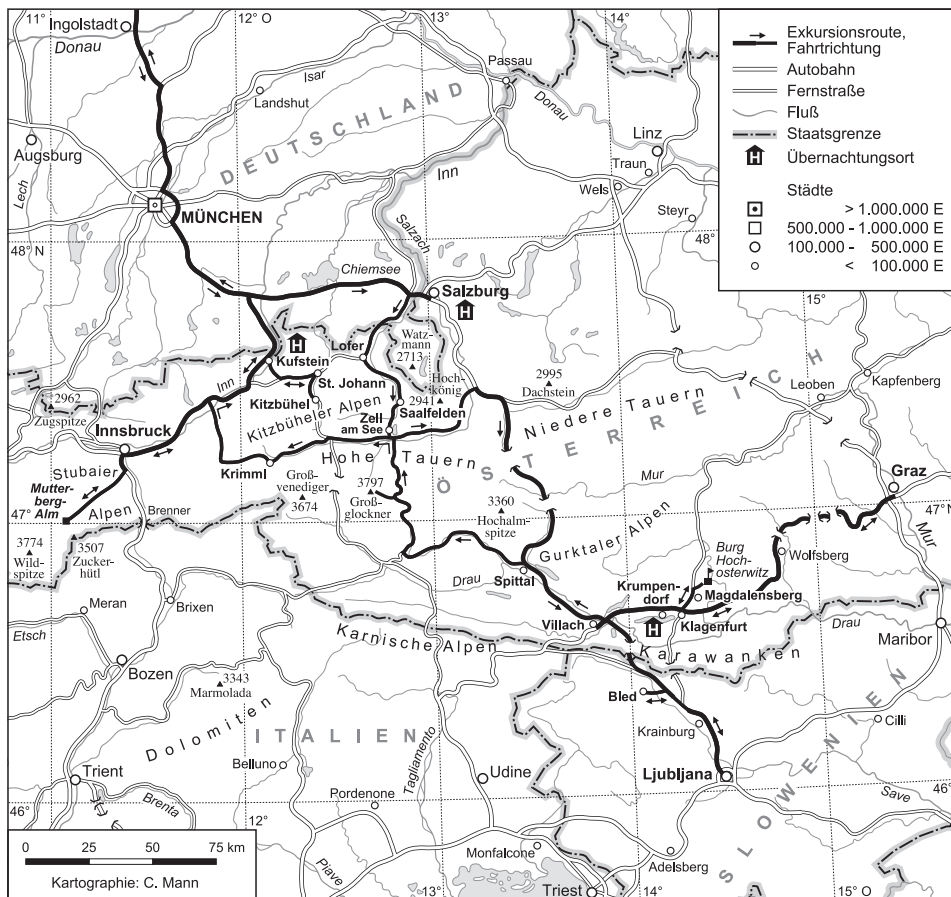 11°
12° O
13°
14°
Ingolstadt
Donau
Isar
Landshut
Passau
Donau
DEUTSCHLAND
Augsburg
Lech
Inn
Linz
Traun
Wels
Steyr
MÜNCHEN
48° N
48°
Salzach
Chiemsee
Salzburg
H
15°
Exkursionsroute,
Fahrtrichtung
Autobahn
Fernstraße
Fluß
Staatsgrenze
H Übernachtungsort
Städte
> 1.000.000 E
500.000 - 1.000.000 E
100.000 - 500.000 E
< 100.000 E
H
Kufstein
Lofer
Watz-
mann
2713
Inn
St. Johann
Hoch-
könig
2941
2995
Dachstein
Leoben
Kapfenberg
2962
Zugspitze
Kitzbühel
Kitzbüheler Alpen
Saalfelden
Zell
am See
Niedere Tauern
ÖSTERREICH
Innsbruck
Krimml
Hohe Tauern
Stubaier
Alpen
Mutter-
berg-
Alm
Groß-
venediger
3674
3797
Groß-
glockner
3360
Hochalm-
spitze
Mur
Graz
47°
47° N
Brenner
Mur
3774
Wild-
spitze
3507
Zucker-
hütl
Gurktaler Alpen
Burg
Hoch-
osterwitz
Wolfsberg
Meran
Brixen
Drau
Spittal
Krumpen-
dorf
Magdalensberg
Etsch
Villach
H
Klagenfurt
Drau
Maribor
Karnische Alpen
Karawanken
Bozen
3343
Marmolada
Bled
Krainburg
Cilli
Dolomiten
ITALIEN
Belluno
Tagliamento
Udine
Ljubljana
SLOWENIEN
Trient
Brenta
Pordenone
Save
46°
46°
12°
Piave
Monfalcone
Adelsberg
Triest
13°
14°
15° O
0 25 50 75 km
Kartographie: C. Mann